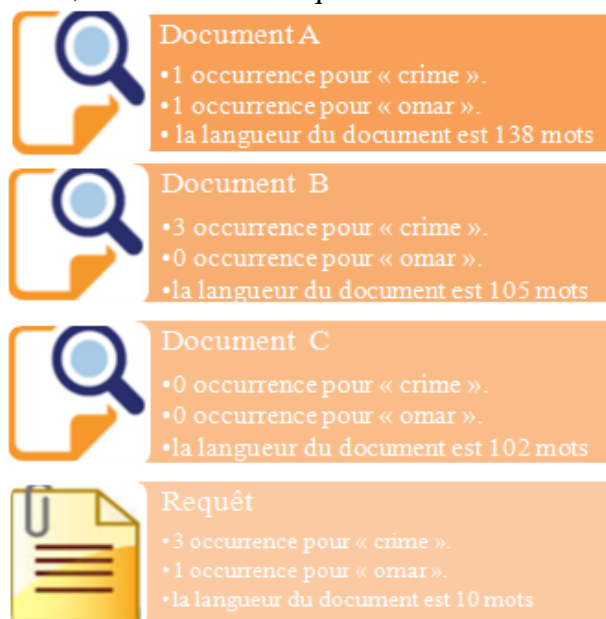 Document A
•1 occurrence pour « crime ».
•1 occurrence pour « omar ».
• la langueur du document est 138 mots
Document B
•3 occurrence pour « crime ».
•0 occurrence pour « omar ».
•la langueur du document est 105 mots
Document C
•0 occurrence pour « crime ».
•0 occurrence pour « omar ».
•la langueur du document est 102 mots
Requêt
•3 occurrence pour « crime ».
•1 occurrence pour « omar ».
•la langueur du document est 10 mots